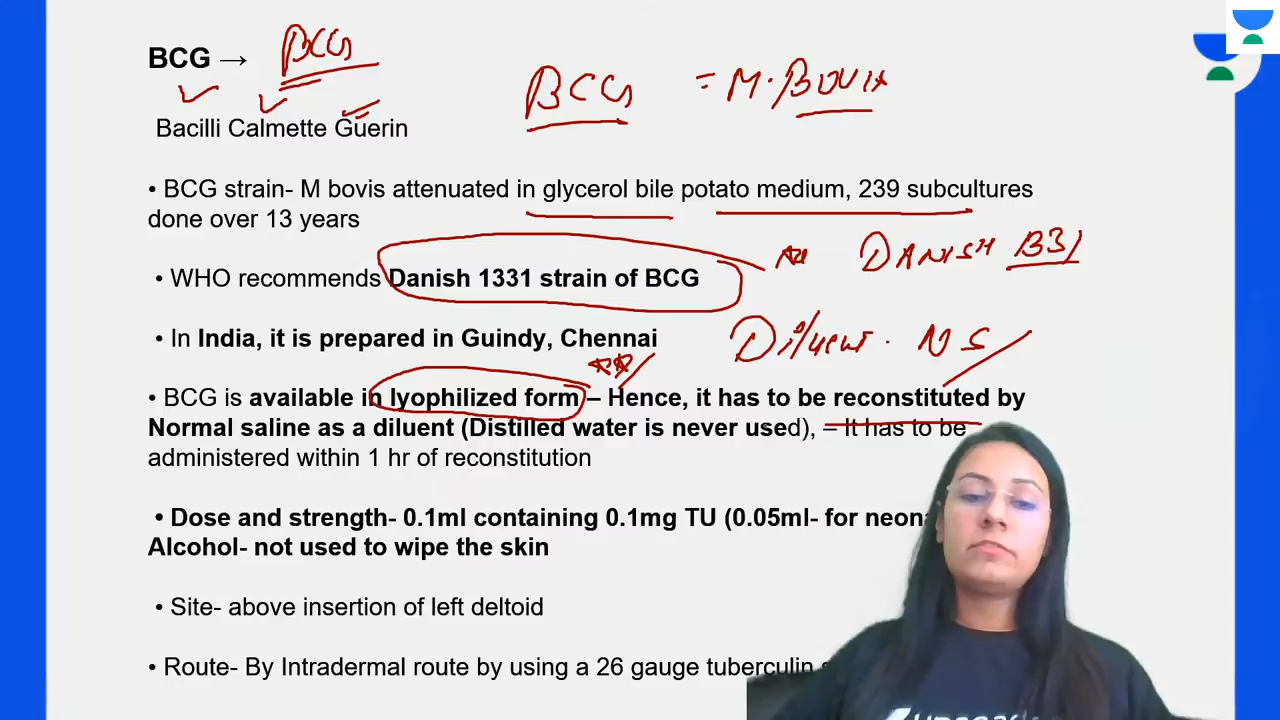 BCG →
BCG
BCG = M. BOVIS
Bacilli Calmette Guerin
• BCG strain- M bovis attenuated in glycerol bile potato medium, 239 subcultures
done over 13 years
DANISH 1331
• WHO recommends Danish 1331 strain of BCG
• In India, it is prepared in Guindy, Chennai
Diluent. NS
• BCG is available in lyophilized form – Hence, it has to be reconstituted by
Normal saline as a diluent (Distilled water is never used), – It has to be
administered within 1 hr of reconstitution
• Dose and strength- 0.1ml containing 0.1mg TU (0.05ml- for
Alcohol- not used to wipe the skin
• Site- above insertion of left deltoid
• Route- By Intradermal route by using a 26 gauge tuberculin